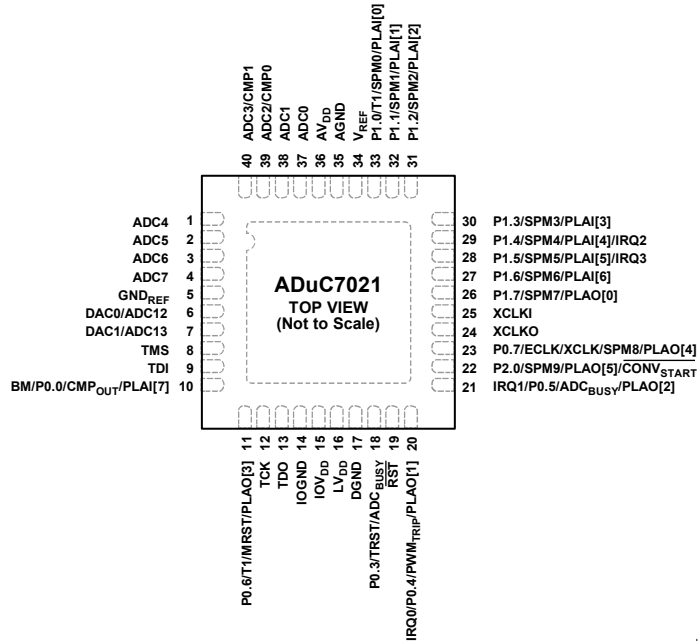 40 ADC3/CMP1
39 ADC2/CMP0
38 ADC1
37 ADC0
36 AVDD
35 AGND
34 VREF
33 P1.0/T1/SPM0/PLAI[0]
32 P1.1/SPM1/PLAI[1]
31 P1.2/SPM2/PLAI[2]
ADC4 1
ADC5 2
ADC6 3
ADC7 4
GNDREF 5
DAC0/ADC12 6
DAC1/ADC13 7
TMS 8
TDI 9
BM/P0.0/CMPOUT/PLAI[7] 10
ADuC7021
TOP VIEW
(Not to Scale)
30 P1.3/SPM3/PLAI[3]
29 P1.4/SPM4/PLAI[4]/IRQ2
28 P1.5/SPM5/PLAI[5]/IRQ3
27 P1.6/SPM6/PLAI[6]
26 P1.7/SPM7/PLAO[0]
25 XCLKI
24 XCLKO
23 P0.7/ECLK/XCLK/SPM8/PLAO[4]
22 P2.0/SPM9/PLAO[5]/CONVSTART
21 IRQ1/P0.5/ADCBUSY/PLAO[2]
11 P0.6/T1/MRST/PLAO[3]
12 TCK
13 TDO
14 IOGND
15 IOVDD
16 LVDD
17 DGND
18 P0.3/TRST/ADCBUSY
19 RST
20 IRQ0/P0.4/PWMTRIP/PLAO[1]